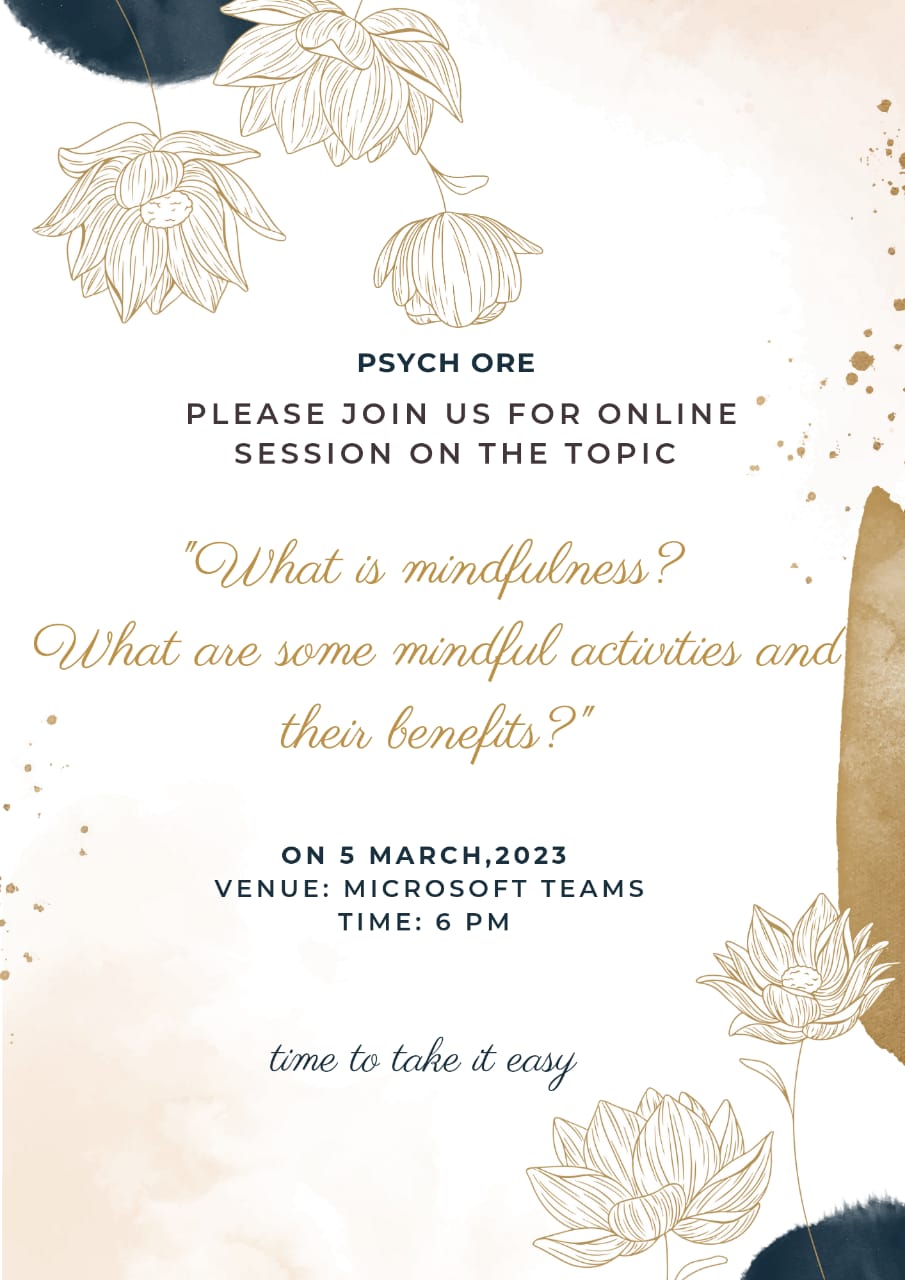 PSYCH ORE
PLEASE JOIN US FOR ONLINE
SESSION ON THE TOPIC
"What is mindfulness?
What are some mindful activities and
their benefits?"
ON 5 MARCH,2023
VENUE: MICROSOFT TEAMS
TIME: 6 PM
time to take it easy